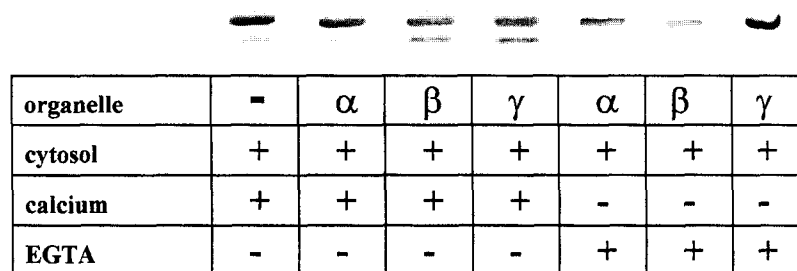 organelle - α β γ α β γ
cytosol + + + + + + +
calcium + + + + - - -
EGTA - - - - + + +